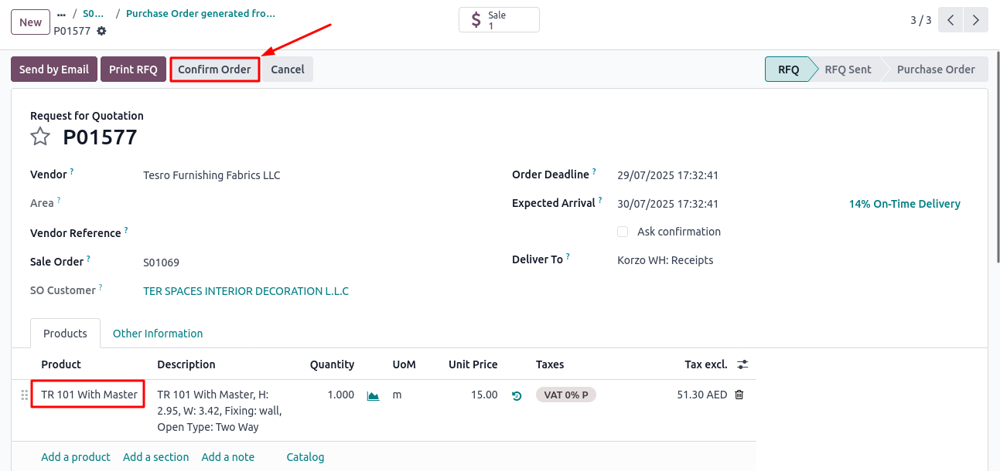 New
... / S0... / Purchase Order generated fro...
P01577
Sale
1
3 / 3
Send by Email Print RFQ Confirm Order Cancel
RFQ RFQ Sent Purchase Order
Request for Quotation
P01577
Vendor ? Tesro Furnishing Fabrics LLC
Order Deadline ? 29/07/2025 17:32:41
Area ?
Expected Arrival ? 30/07/2025 17:32:41 14% On-Time Delivery
Vendor Reference ?
Ask confirmation
Sale Order ? S01069
Deliver To ? Korzo WH: Receipts
SO Customer ? TER SPACES INTERIOR DECORATION L.L.C
Products Other Information
Product Description Quantity UoM Unit Price Taxes Tax excl.
TR 101 With Master TR 101 With Master, H: 1.000 m 15.00 VAT 0% P 51.30 AED
2.95, W: 3.42, Fixing: wall,
Open Type: Two Way
Add a product Add a section Add a note Catalog